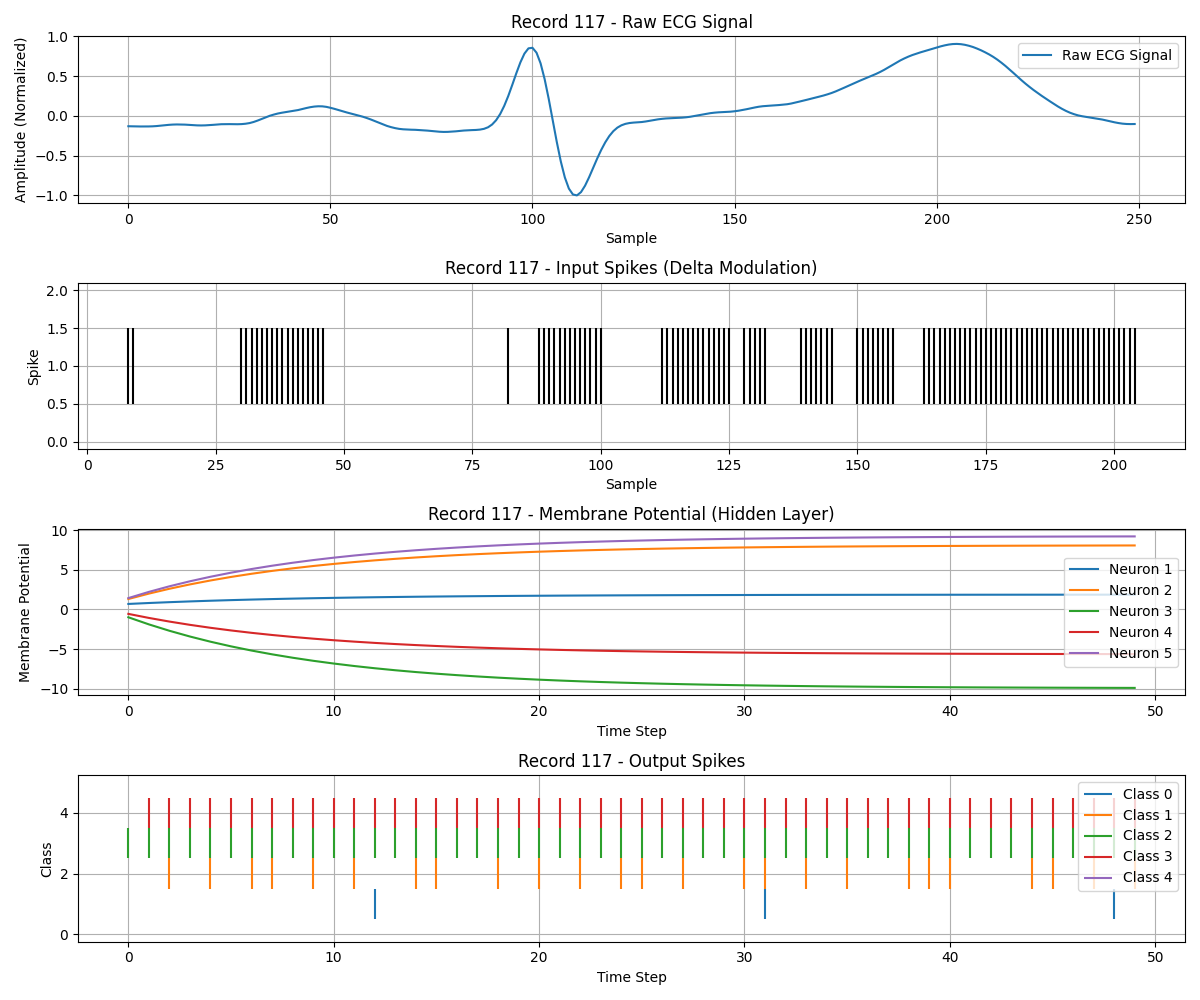 Record 117 - Raw ECG Signal
Amplitude (Normalized)
1.0
0.5
0.0
−0.5
−1.0
Raw ECG Signal
0 50 100 150 200 250
Sample
Record 117 - Input Spikes (Delta Modulation)
Spike
2.0
1.5
1.0
0.5
0.0
0 25 50 75 100 125 150 175 200
Sample
Record 117 - Membrane Potential (Hidden Layer)
Membrane Potential
10
5
0
−5
−10
Neuron 1
Neuron 2
Neuron 3
Neuron 4
Neuron 5
0 10 20 30 40 50
Time Step
Record 117 - Output Spikes
Class
4
2
0
Class 0
Class 1
Class 2
Class 3
Class 4
0 10 20 30 40 50
Time Step